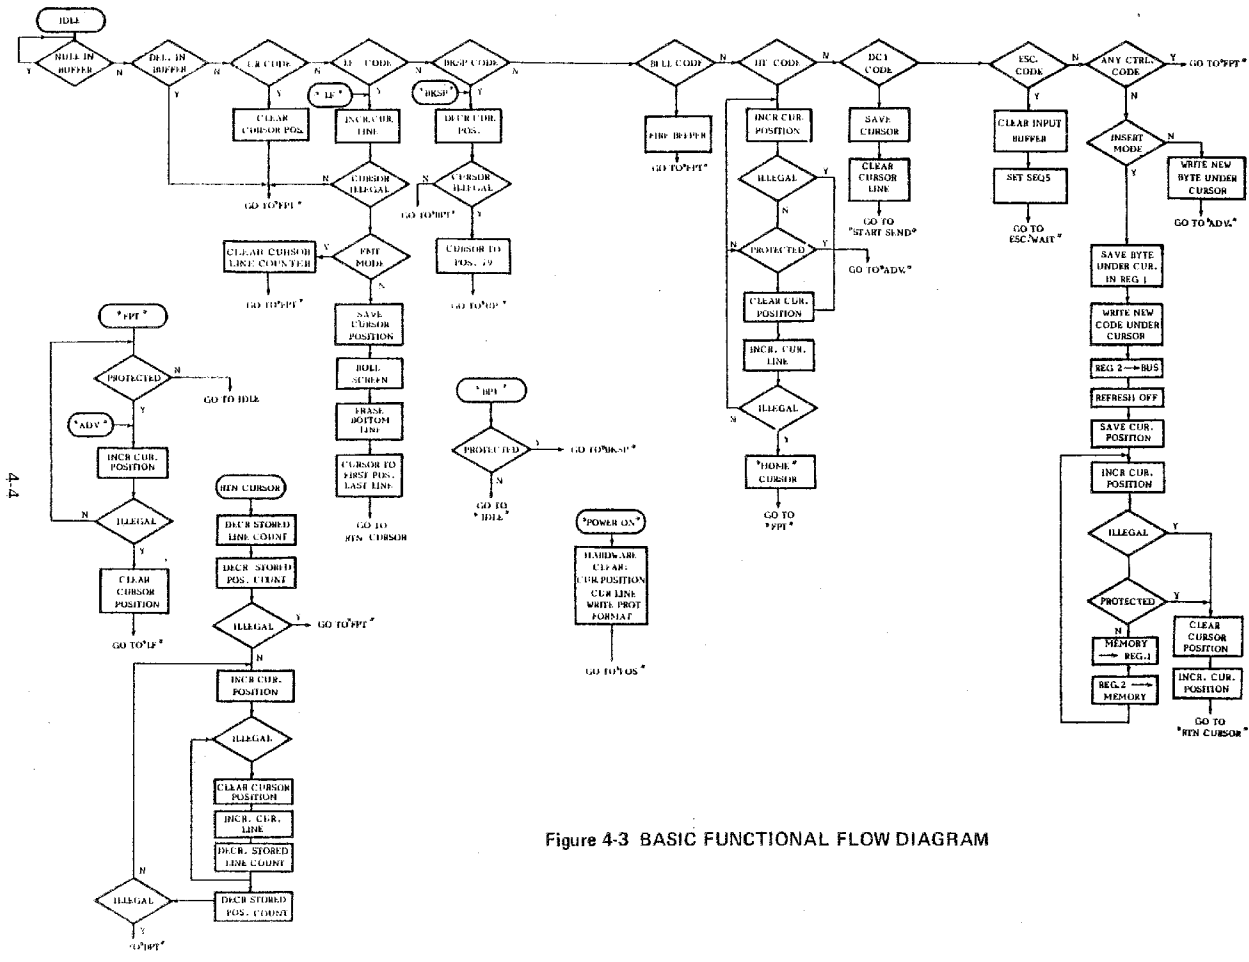 IDLE
NULL IN
BUFFER
Y
N
DEL. IN
BUFFER
N
Y
CR CODE
N
Y
LF CODE
N
Y
BKSP CODE
N
Y
BELL CODE
N
Y
HT CODE
N
Y
DC1
CODE
Y
ESC.
CODE
N
Y
ANY CTRL.
CODE
Y
GO TO "FPT"
N
"LF"
"BKSP"
CLEAR
CURSOR POS.
INCR. CUR.
LINE
DECR CUR.
POS.
FIRE BEEPER
GO TO "FPT"
INCR CUR.
POSITION
SAVE
CURSOR
CLEAR
CURSOR
LINE
GO TO
"START SEND"
CLEAR INPUT
BUFFER
SET SEQ5
GO TO
ESC. WAIT"
INSERT
MODE
N
Y
WRITE NEW
BYTE UNDER
CURSOR
GO TO "ADV."
CURSOR
ILLEGAL
N
Y
GO TO "FPT"
CURSOR
ILLEGAL
N
Y
GO TO "BPT"
ILLEGAL
Y
N
PROTECTED
N
Y
GO TO "ADV."
CLEAR CURSOR
LINE COUNTER
GO TO "FPT"
FMT
MODE
Y
N
CURSOR TO
POS. 79
GO TO "UP"
CLEAR CUR.
POSITION
INCR. CUR.
LINE
ILLEGAL
N
Y
"HOME"
CURSOR
GO TO
"FPT"
SAVE BYTE
UNDER CUR.
IN REG 1
WRITE NEW
CODE UNDER
CURSOR
REG 2 → BUS
REFRESH OFF
SAVE CUR.
POSITION
INCR CUR.
POSITION
ILLEGAL
Y
PROTECTED
Y
N
MEMORY
→ REG.1
REG.2 →
MEMORY
CLEAR
CURSOR
POSITION
INCR. CUR.
POSITION
GO TO
"RTN CURSOR"
SAVE
CURSOR
POSITION
ROLL
SCREEN
ERASE
BOTTOM
LINE
CURSOR TO
FIRST POS.
LAST LINE
GO TO
RTN CURSOR
"FPT"
PROTECTED
N
Y
GO TO IDLE
"ADV"
INCR CUR.
POSITION
ILLEGAL
N
Y
CLEAR
CURSOR
POSITION
GO TO "LF"
"BPT"
PROTECTED
Y
GO TO "BKSP"
N
GO TO
"IDLE"
"POWER ON"
HARDWARE
CLEAR:
CUR POSITION
CUR LINE
WRITE PROT
FORMAT
GO TO "EOS"
RTN CURSOR
DECR STORED
LINE COUNT
DECR. STORED
POS. COUNT
ILLEGAL
Y
GO TO "FPT"
N
INCR CUR.
POSITION
ILLEGAL
CLEAR CURSOR
POSITION
INCR. CUR.
LINE
DECR. STORED
LINE COUNT
DECR STORED
POS. COUNT
ILLEGAL
N
Y
4-4
Figure 4-3 BASIC FUNCTIONAL FLOW DIAGRAM